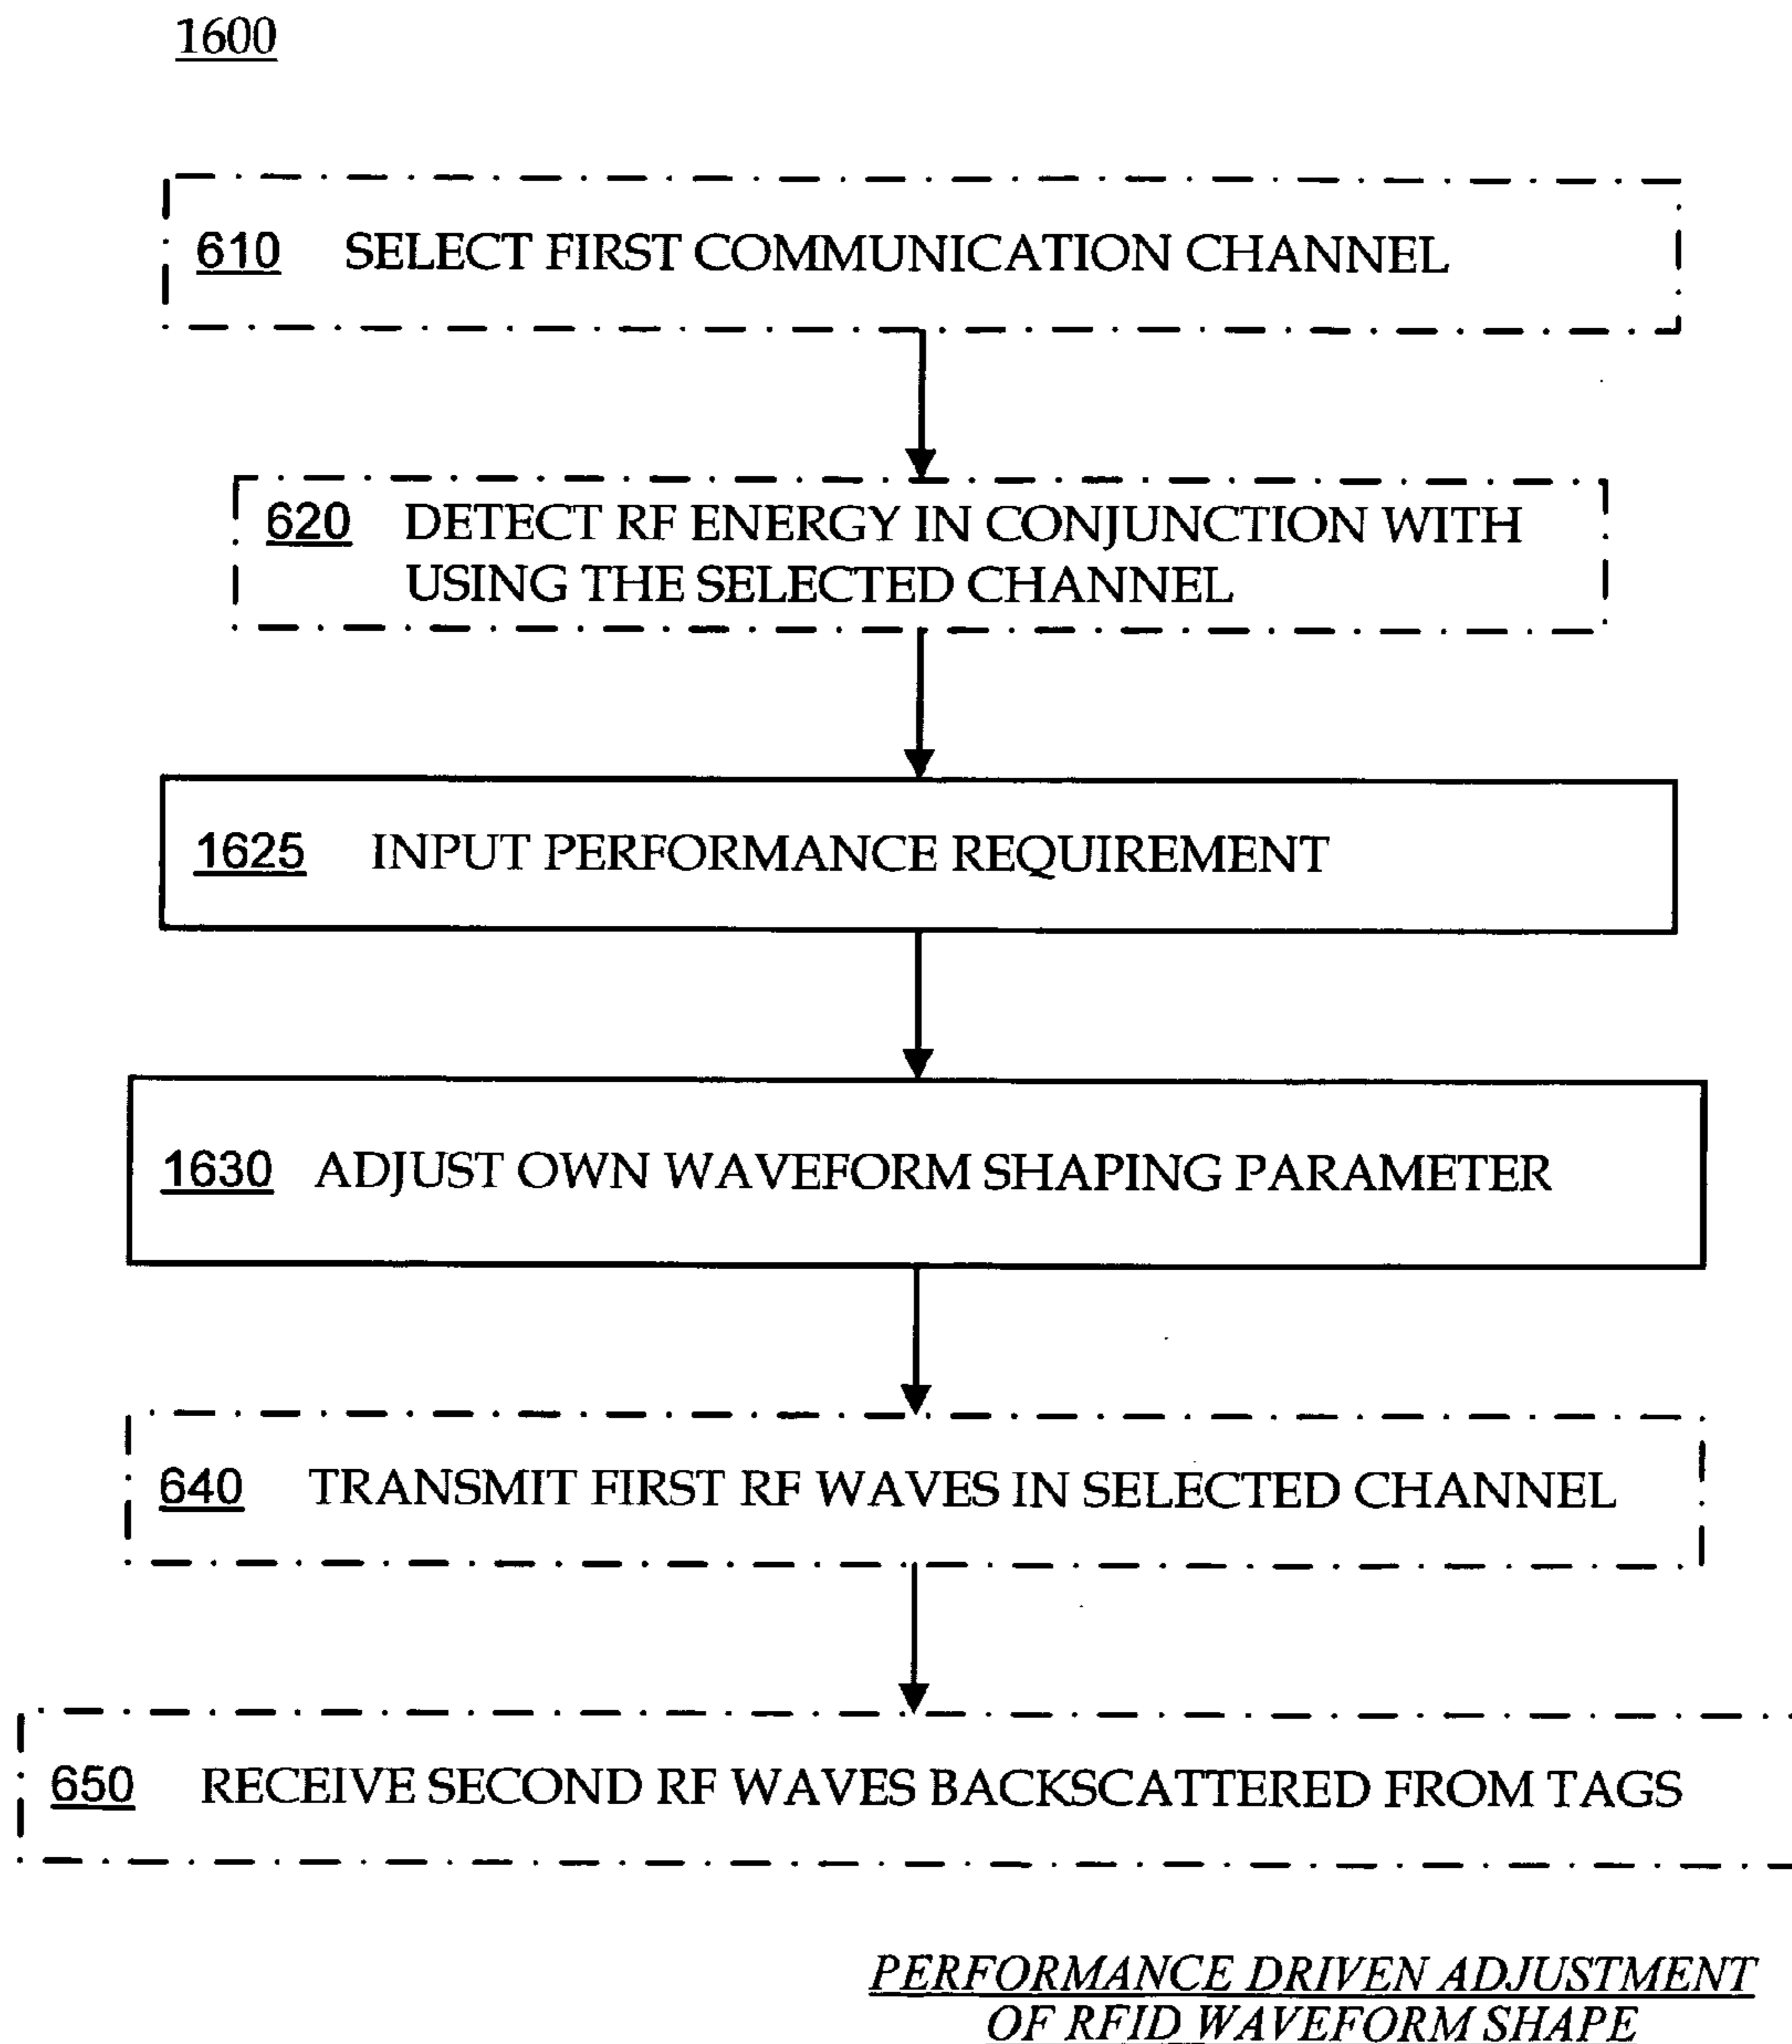 1600
610 SELECT FIRST COMMUNICATION CHANNEL
620 DETECT RF ENERGY IN CONJUNCTION WITH
USING THE SELECTED CHANNEL
1625 INPUT PERFORMANCE REQUIREMENT
1630 ADJUST OWN WAVEFORM SHAPING PARAMETER
640 TRANSMIT FIRST RF WAVES IN SELECTED CHANNEL
650 RECEIVE SECOND RF WAVES BACKSCATTERED FROM TAGS
PERFORMANCE DRIVEN ADJUSTMENT
OF RFID WAVEFORM SHAPE